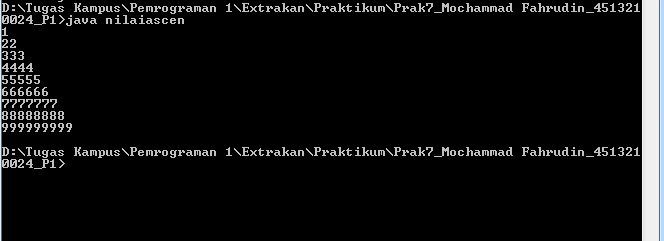 D:\Tugas Kampus\Pemrograman 1\Extrakan\Praktikum\Prak7_Mochammad Fahrudin_451321
0024_P1>java nilaiascen
1
22
333
4444
55555
666666
7777777
88888888
999999999
D:\Tugas Kampus\Pemrograman 1\Extrakan\Praktikum\Prak7_Mochammad Fahrudin_451321
0024_P1>